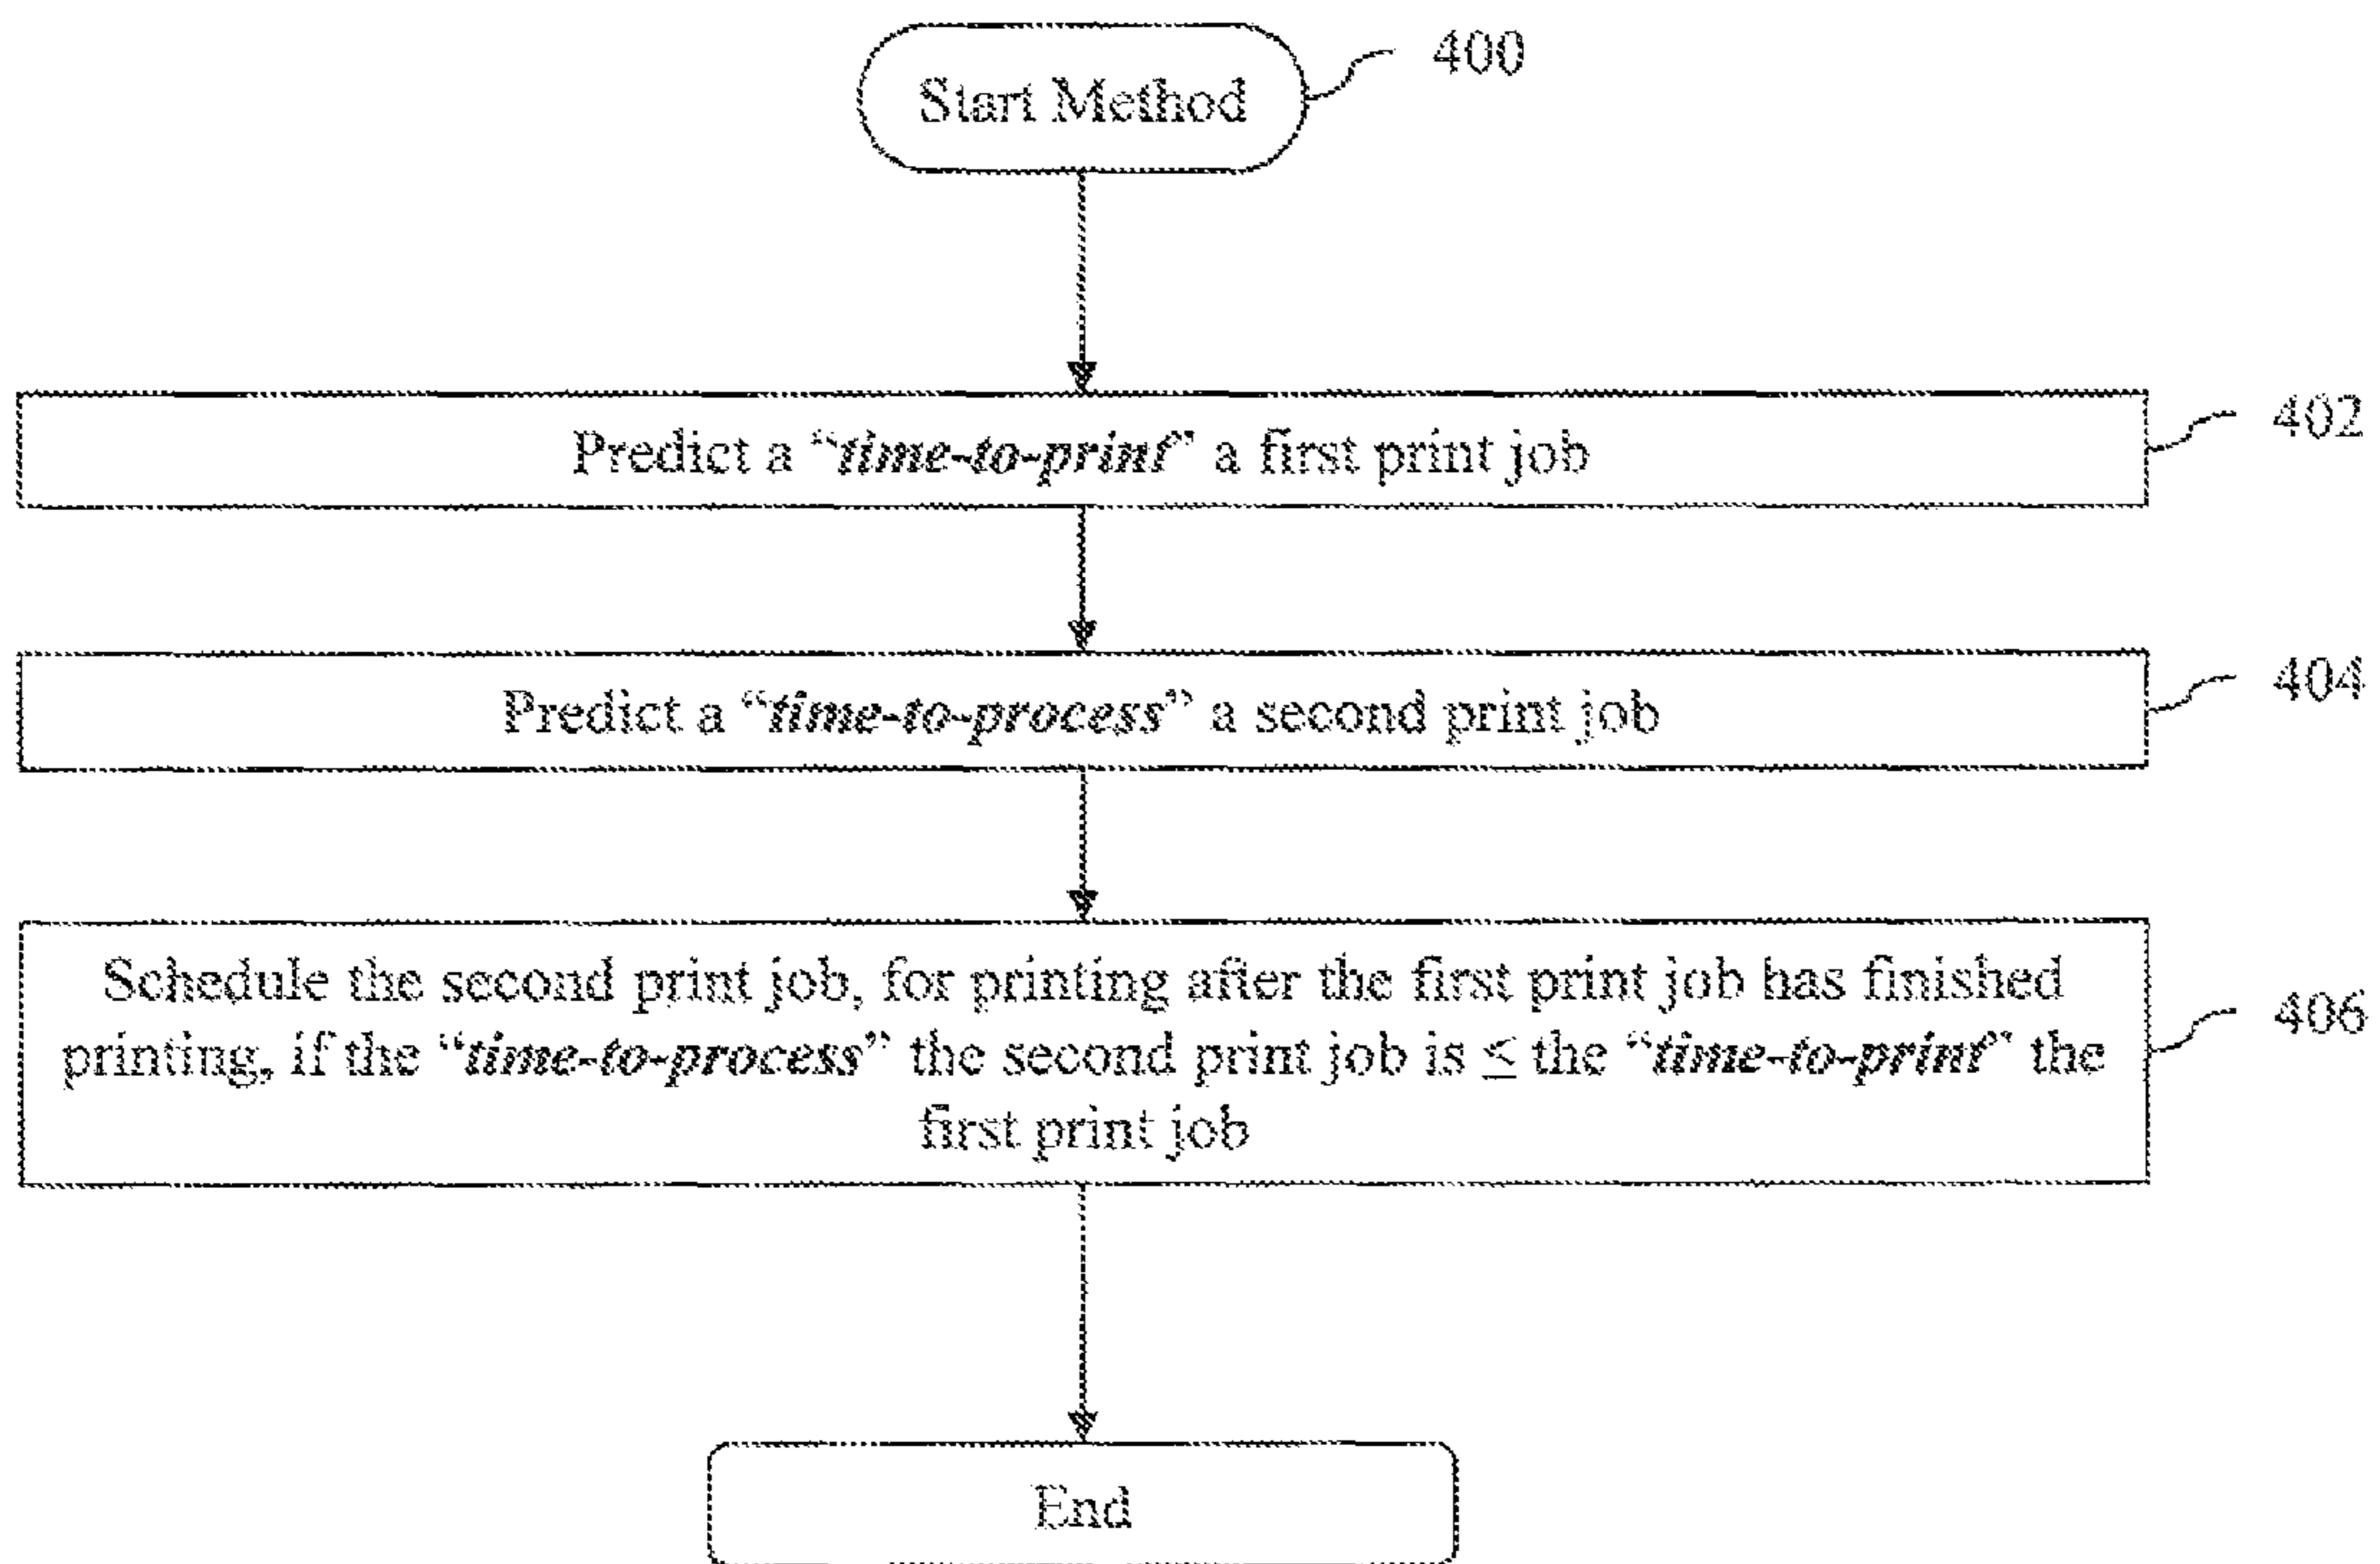 Start Method
400
Predict a “time-to-print” a first print job
402
Predict a “time-to-process” a second print job
404
Schedule the second print job, for printing after the first print job has finished
printing, if the “time-to-process” the second print job is ≤ the “time-to-print” the
first print job
406
End